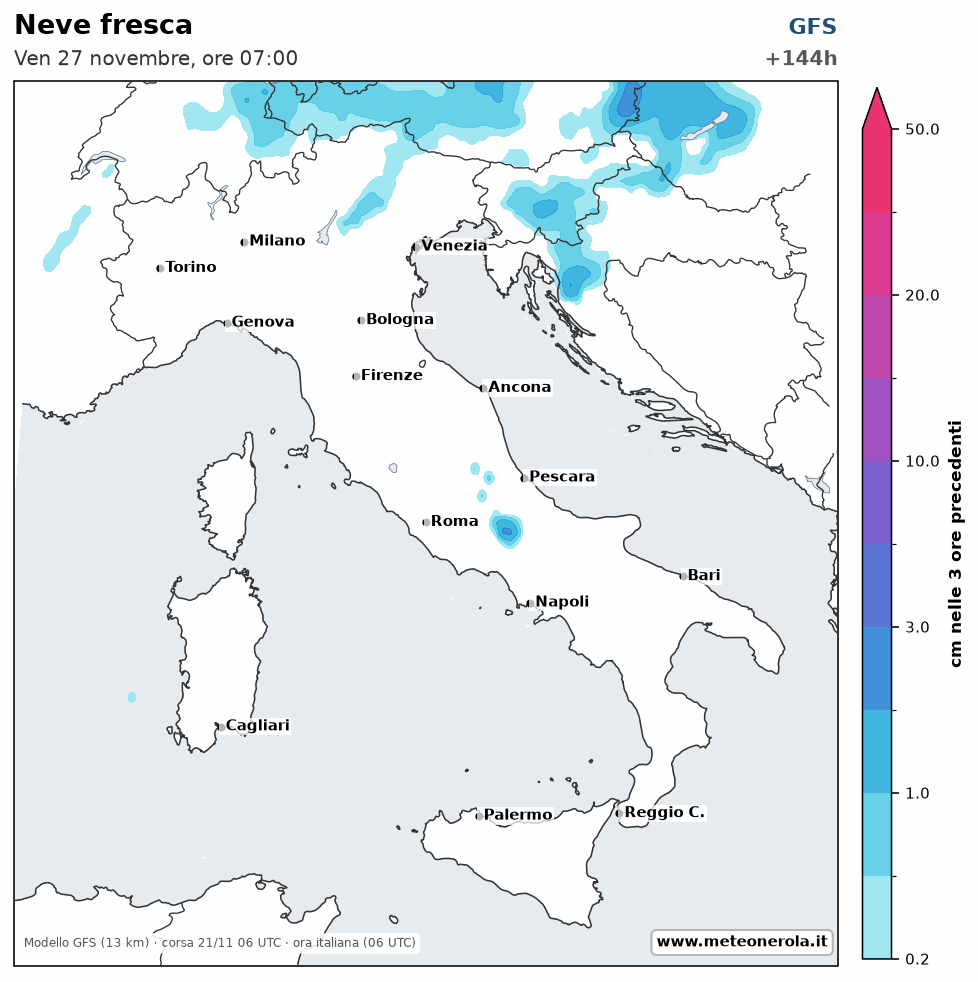 Neve fresca
GFS
Ven 27 novembre, ore 07:00
+144h
50.0
Milano
Venezia
Torino
20.0
Genova
Bologna
Firenze
Ancona
10.0
Pescara
Roma
Bari
Napoli
3.0
cm nelle 3 ore precedenti
Cagliari
1.0
Palermo
Reggio C.
Modello GFS (13 km) · corsa 21/11 06 UTC · ora italiana (06 UTC)
www.meteonerola.it
0.2